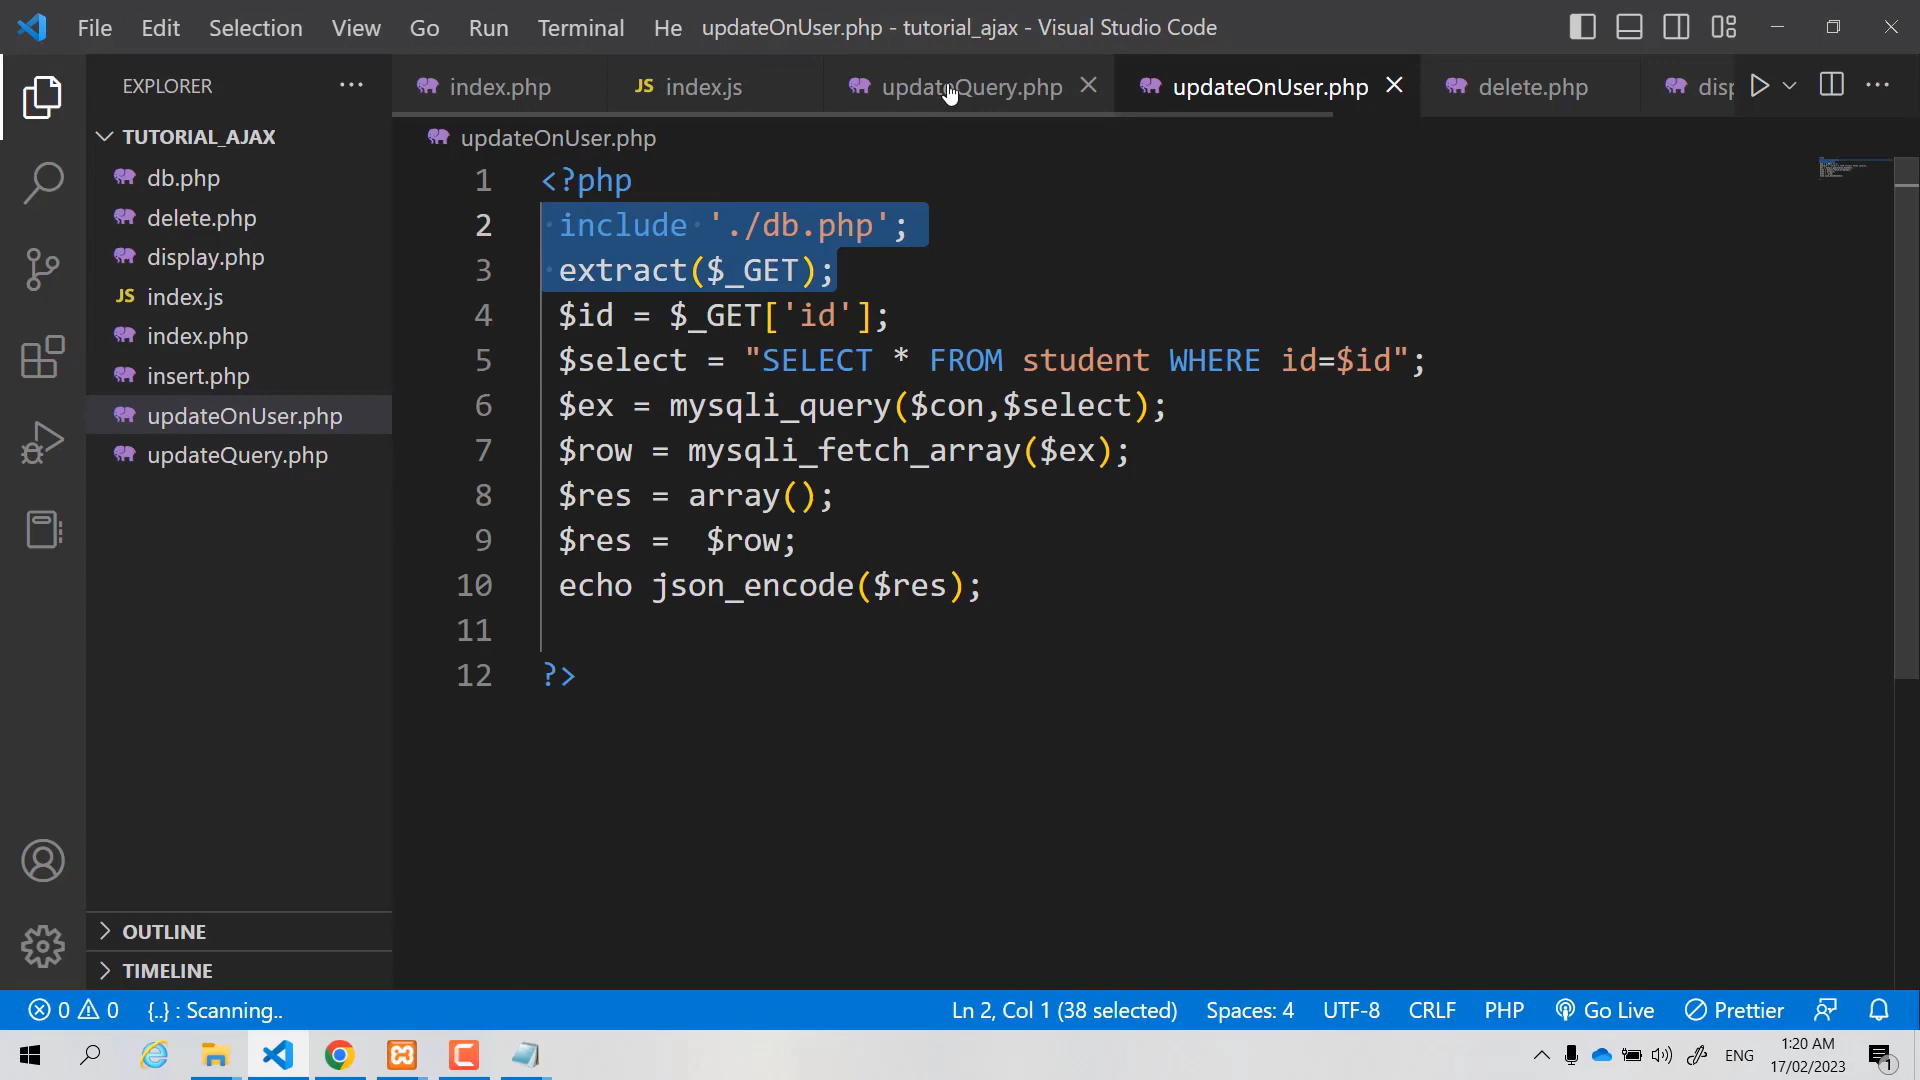 File Edit Selection View Go Run Terminal He updateOnUser.php - tutorial_ajax - Visual Studio Code
EXPLORER
index.php
JS index.js
updateQuery.php
updateOnUser.php
delete.php
disp
TUTORIAL_AJAX
db.php
delete.php
display.php
JS index.js
index.php
insert.php
updateOnUser.php
updateQuery.php
OUTLINE
TIMELINE
updateOnUser.php
1 <?php
2 include './db.php';
3 extract($_GET);
4 $id = $_GET['id'];
5 $select = "SELECT * FROM student WHERE id=$id";
6 $ex = mysqli_query($con,$select);
7 $row = mysqli_fetch_array($ex);
8 $res = array();
9 $res =  $row;
10 echo json_encode($res);
11
12 ?>
0 0 {..} : Scanning.. Ln 2, Col 1 (38 selected) Spaces: 4 UTF-8 CRLF PHP Go Live Prettier
ENG
1:20 AM
17/02/2023
1